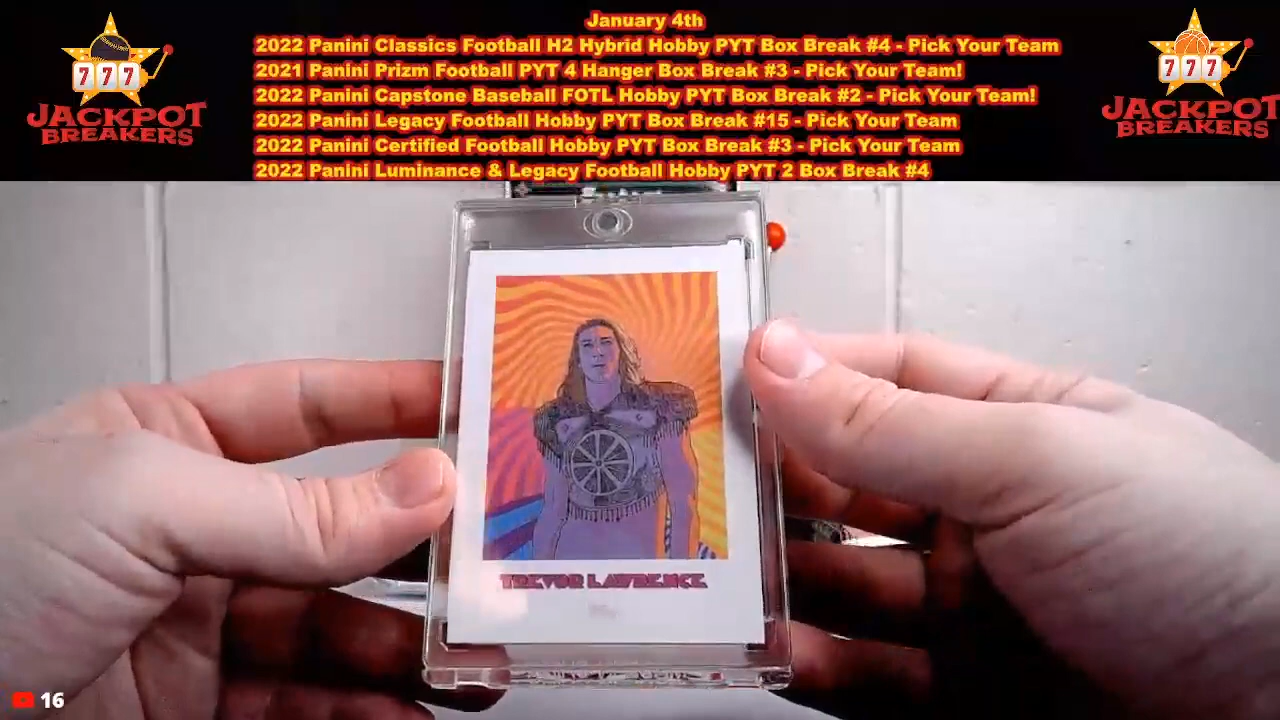 January 4th
2022 Panini Classics Football H2 Hybrid Hobby PYT Box Break #4 - Pick Your Team
2021 Panini Prizm Football PYT 4 Hanger Box Break #3 - Pick Your Team!
2022 Panini Capstone Baseball FOTL Hobby PYT Box Break #2 - Pick Your Team!
2022 Panini Legacy Football Hobby PYT Box Break #15 - Pick Your Team
2022 Panini Certified Football Hobby PYT Box Break #3 - Pick Your Team
2022 Panini Luminance & Legacy Football Hobby PYT 2 Box Break #4
777
JACKPOT
BREAKERS
777
JACKPOT
BREAKERS
TREVOR LAWRENCE
16